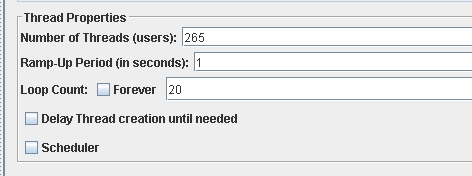 Thread Properties
Number of Threads (users): 265
Ramp-Up Period (in seconds): 1
Loop Count: Forever 20
Delay Thread creation until needed
Scheduler